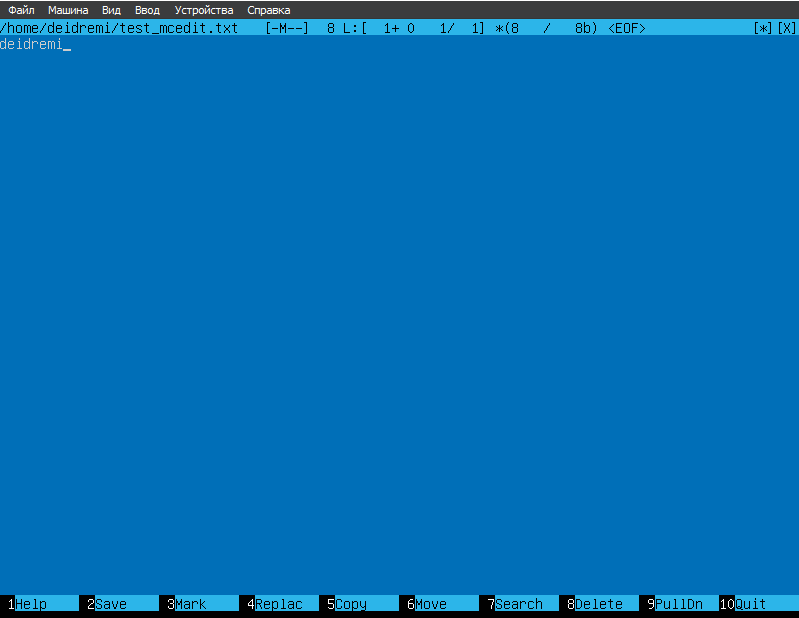 Файл Машина Вид Ввод Устройства Справка
/home/deidremi/test_mcedit.txt [-M--] 8 L:[ 1+ 0 1/ 1] *(8 / 8b) <EOF> [*][X]
deidremi_
1Help 2Save 3Mark 4Replac 5Copy 6Move 7Search 8Delete 9PullDn 10Quit